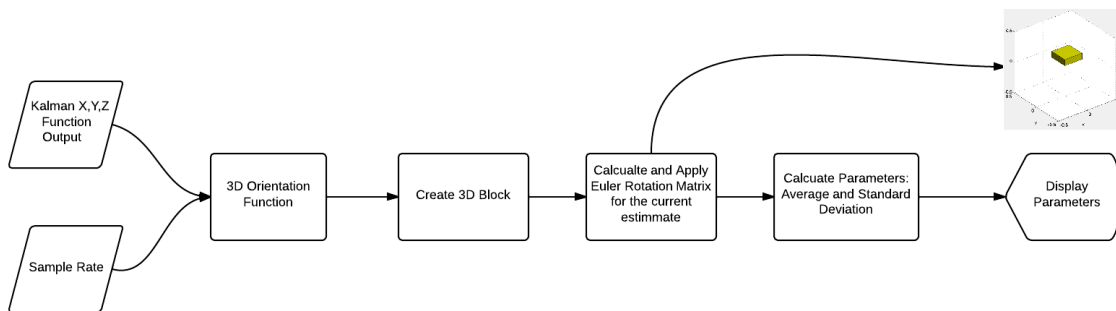 Kalman X,Y,Z
Function
Output
Sample Rate
3D Orientation
Function
Create 3D Block
Calcualte and Apply
Euler Rotation Matrix
for the current
estimmate
Calcuate Parameters:
Average and Standard
Deviation
Display
Parameters